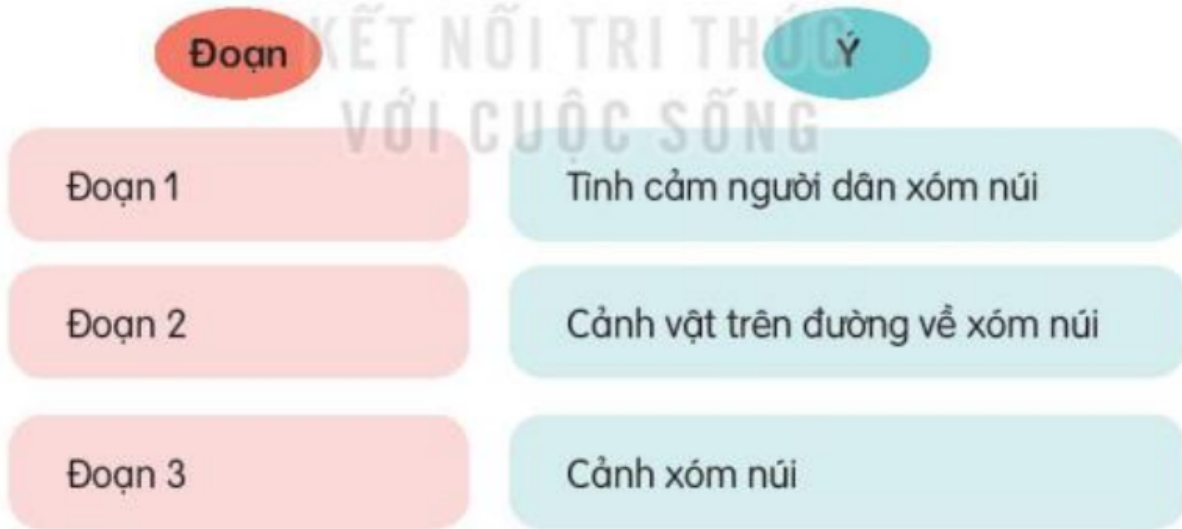 Đoạn
Ý
KẾT NỐI TRI THỨC
VỚI CUỘC SỐNG
Đoạn 1
Tình cảm người dân xóm núi
Đoạn 2
Cảnh vật trên đường về xóm núi
Đoạn 3
Cảnh xóm núi